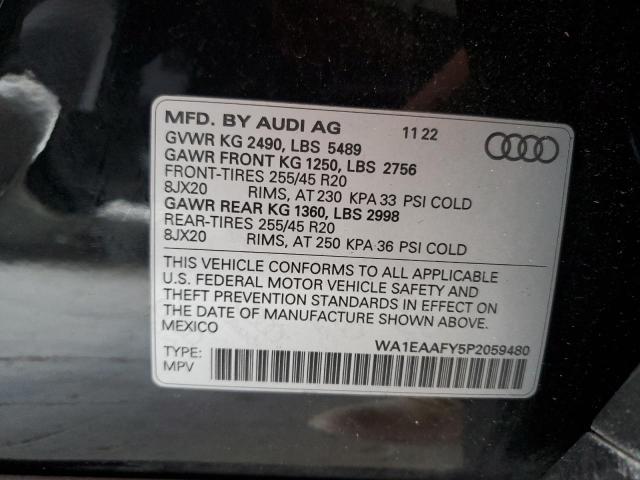 MFD. BY AUDI AG 11 22
GVWR KG 2490, LBS 5489
GAWR FRONT KG 1250, LBS 2756
FRONT-TIRES 255/45 R20
8JX20 RIMS, AT 230 KPA 33 PSI COLD
GAWR REAR KG 1360, LBS 2998
REAR-TIRES 255/45 R20
8JX20 RIMS, AT 250 KPA 36 PSI COLD
THIS VEHICLE CONFORMS TO ALL APPLICABLE
U.S. FEDERAL MOTOR VEHICLE SAFETY AND
THEFT PREVENTION STANDARDS IN EFFECT ON
THE DATE OF MANUFACTURE SHOWN ABOVE.
MEXICO
WA1EAAFY5P2059480
TYPE:
MPV